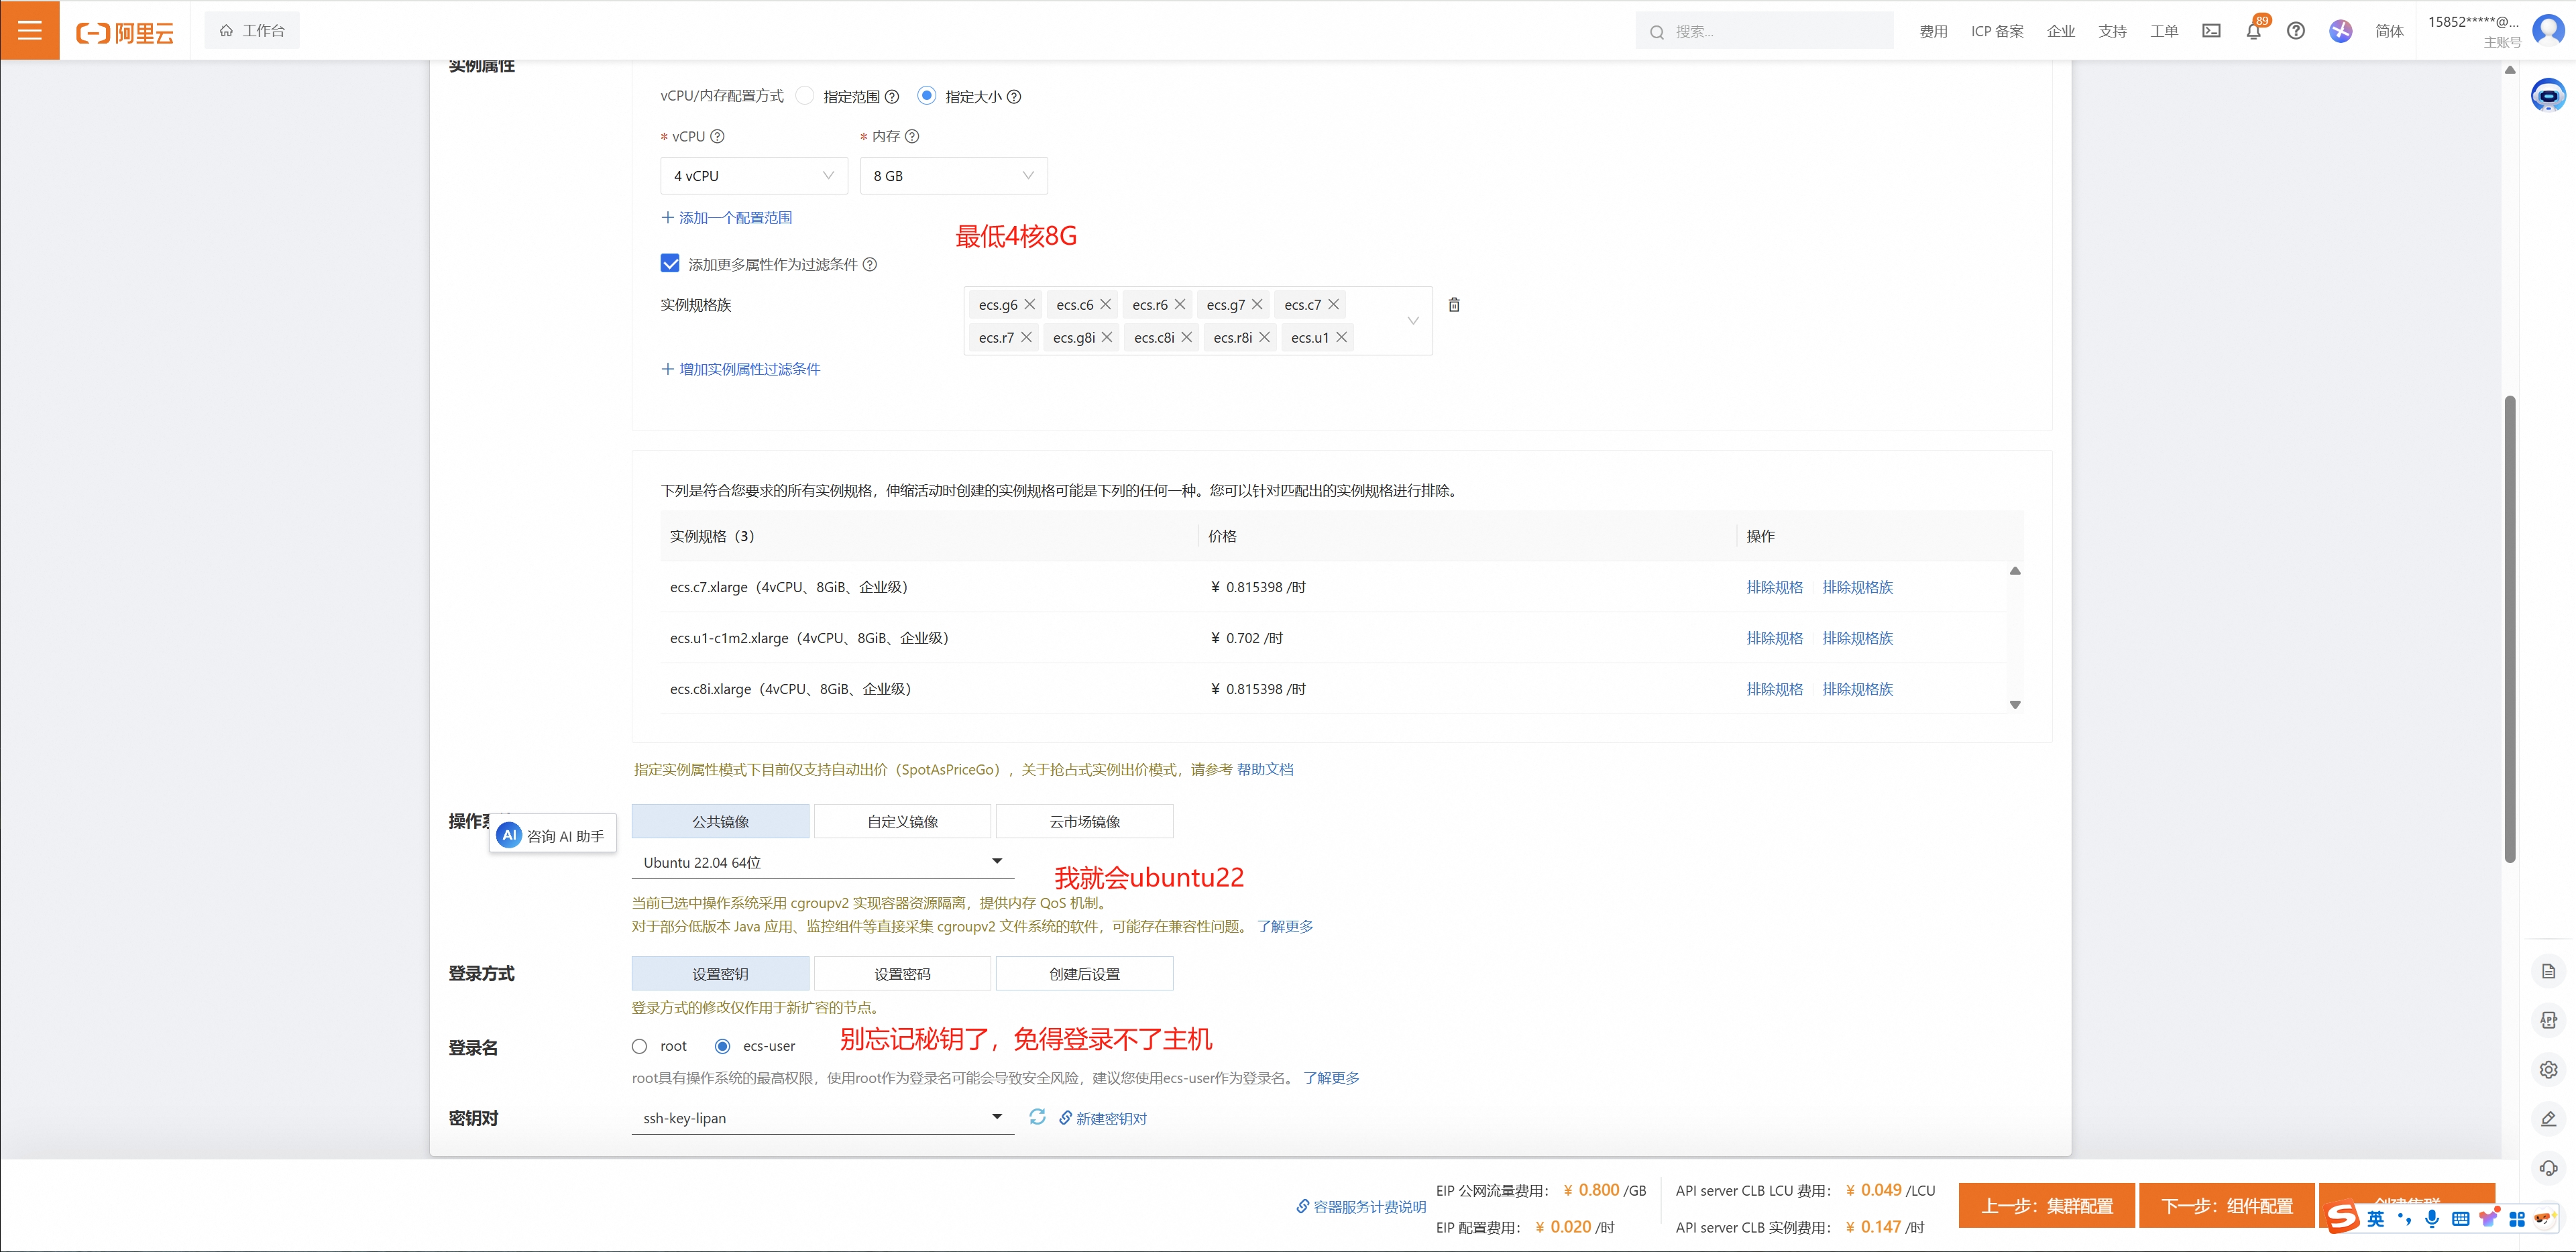 阿里云
工作台
搜索...
费用 ICP 备案 企业 支持 工单 89 简体 15852*****@...
主账号
实例属性
vCPU/内存配置方式 指定范围 指定大小
* vCPU * 内存
4 vCPU 8 GB
添加一个配置范围
最低4核8G
添加更多属性作为过滤条件
实例规格族
ecs.g6 ecs.c6 ecs.r6 ecs.g7 ecs.c7
ecs.r7 ecs.g8i ecs.c8i ecs.r8i ecs.u1
增加实例属性过滤条件
下列是符合您要求的所有实例规格，伸缩活动时创建的实例规格可能是下列的任何一种。您可以针对匹配出的实例规格进行排除。
实例规格（3） 价格 操作
ecs.c7.xlarge（4vCPU、8GiB、企业级） ¥ 0.815398 /时 排除规格 排除规格族
ecs.u1-c1m2.xlarge（4vCPU、8GiB、企业级） ¥ 0.702 /时 排除规格 排除规格族
ecs.c8i.xlarge（4vCPU、8GiB、企业级） ¥ 0.815398 /时 排除规格 排除规格族
指定实例属性模式下目前仅支持自动出价（SpotAsPriceGo），关于抢占式实例出价模式，请参考 帮助文档
操作系
AI 咨询 AI 助手
公共镜像 自定义镜像 云市场镜像
Ubuntu 22.04 64位
我就会ubuntu22
当前已选中操作系统采用 cgroupv2 实现容器资源隔离，提供内存 QoS 机制。
对于部分低版本 Java 应用、监控组件等直接采集 cgroupv2 文件系统的软件，可能存在兼容性问题。 了解更多
登录方式 设置密钥 设置密码 创建后设置
登录方式的修改仅作用于新扩容的节点。
别忘记秘钥了，免得登录不了主机
登录名 root ecs-user
root具有操作系统的最高权限，使用root作为登录名可能会导致安全风险，建议您使用ecs-user作为登录名。 了解更多
密钥对 ssh-key-lipan 新建密钥对
APP
容器服务计费说明
EIP 公网流量费用： ¥ 0.800 /GB API server CLB LCU 费用： ¥ 0.049 /LCU
EIP 配置费用： ¥ 0.020 /时 API server CLB 实例费用： ¥ 0.147 /时
上一步：集群配置 下一步：组件配置 创建集群
英